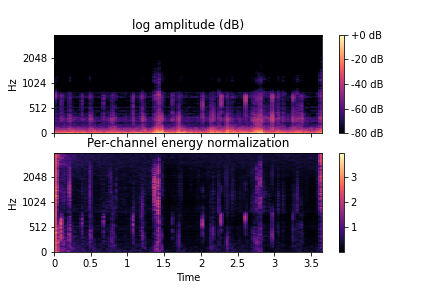 log amplitude (dB)
Hz
2048
1024
512
0
+0 dB
-20 dB
-40 dB
-60 dB
-80 dB
Per-channel energy normalization
Hz
2048
1024
512
0
3
2
1
0 0.5 1 1.5 2 2.5 3 3.5
Time